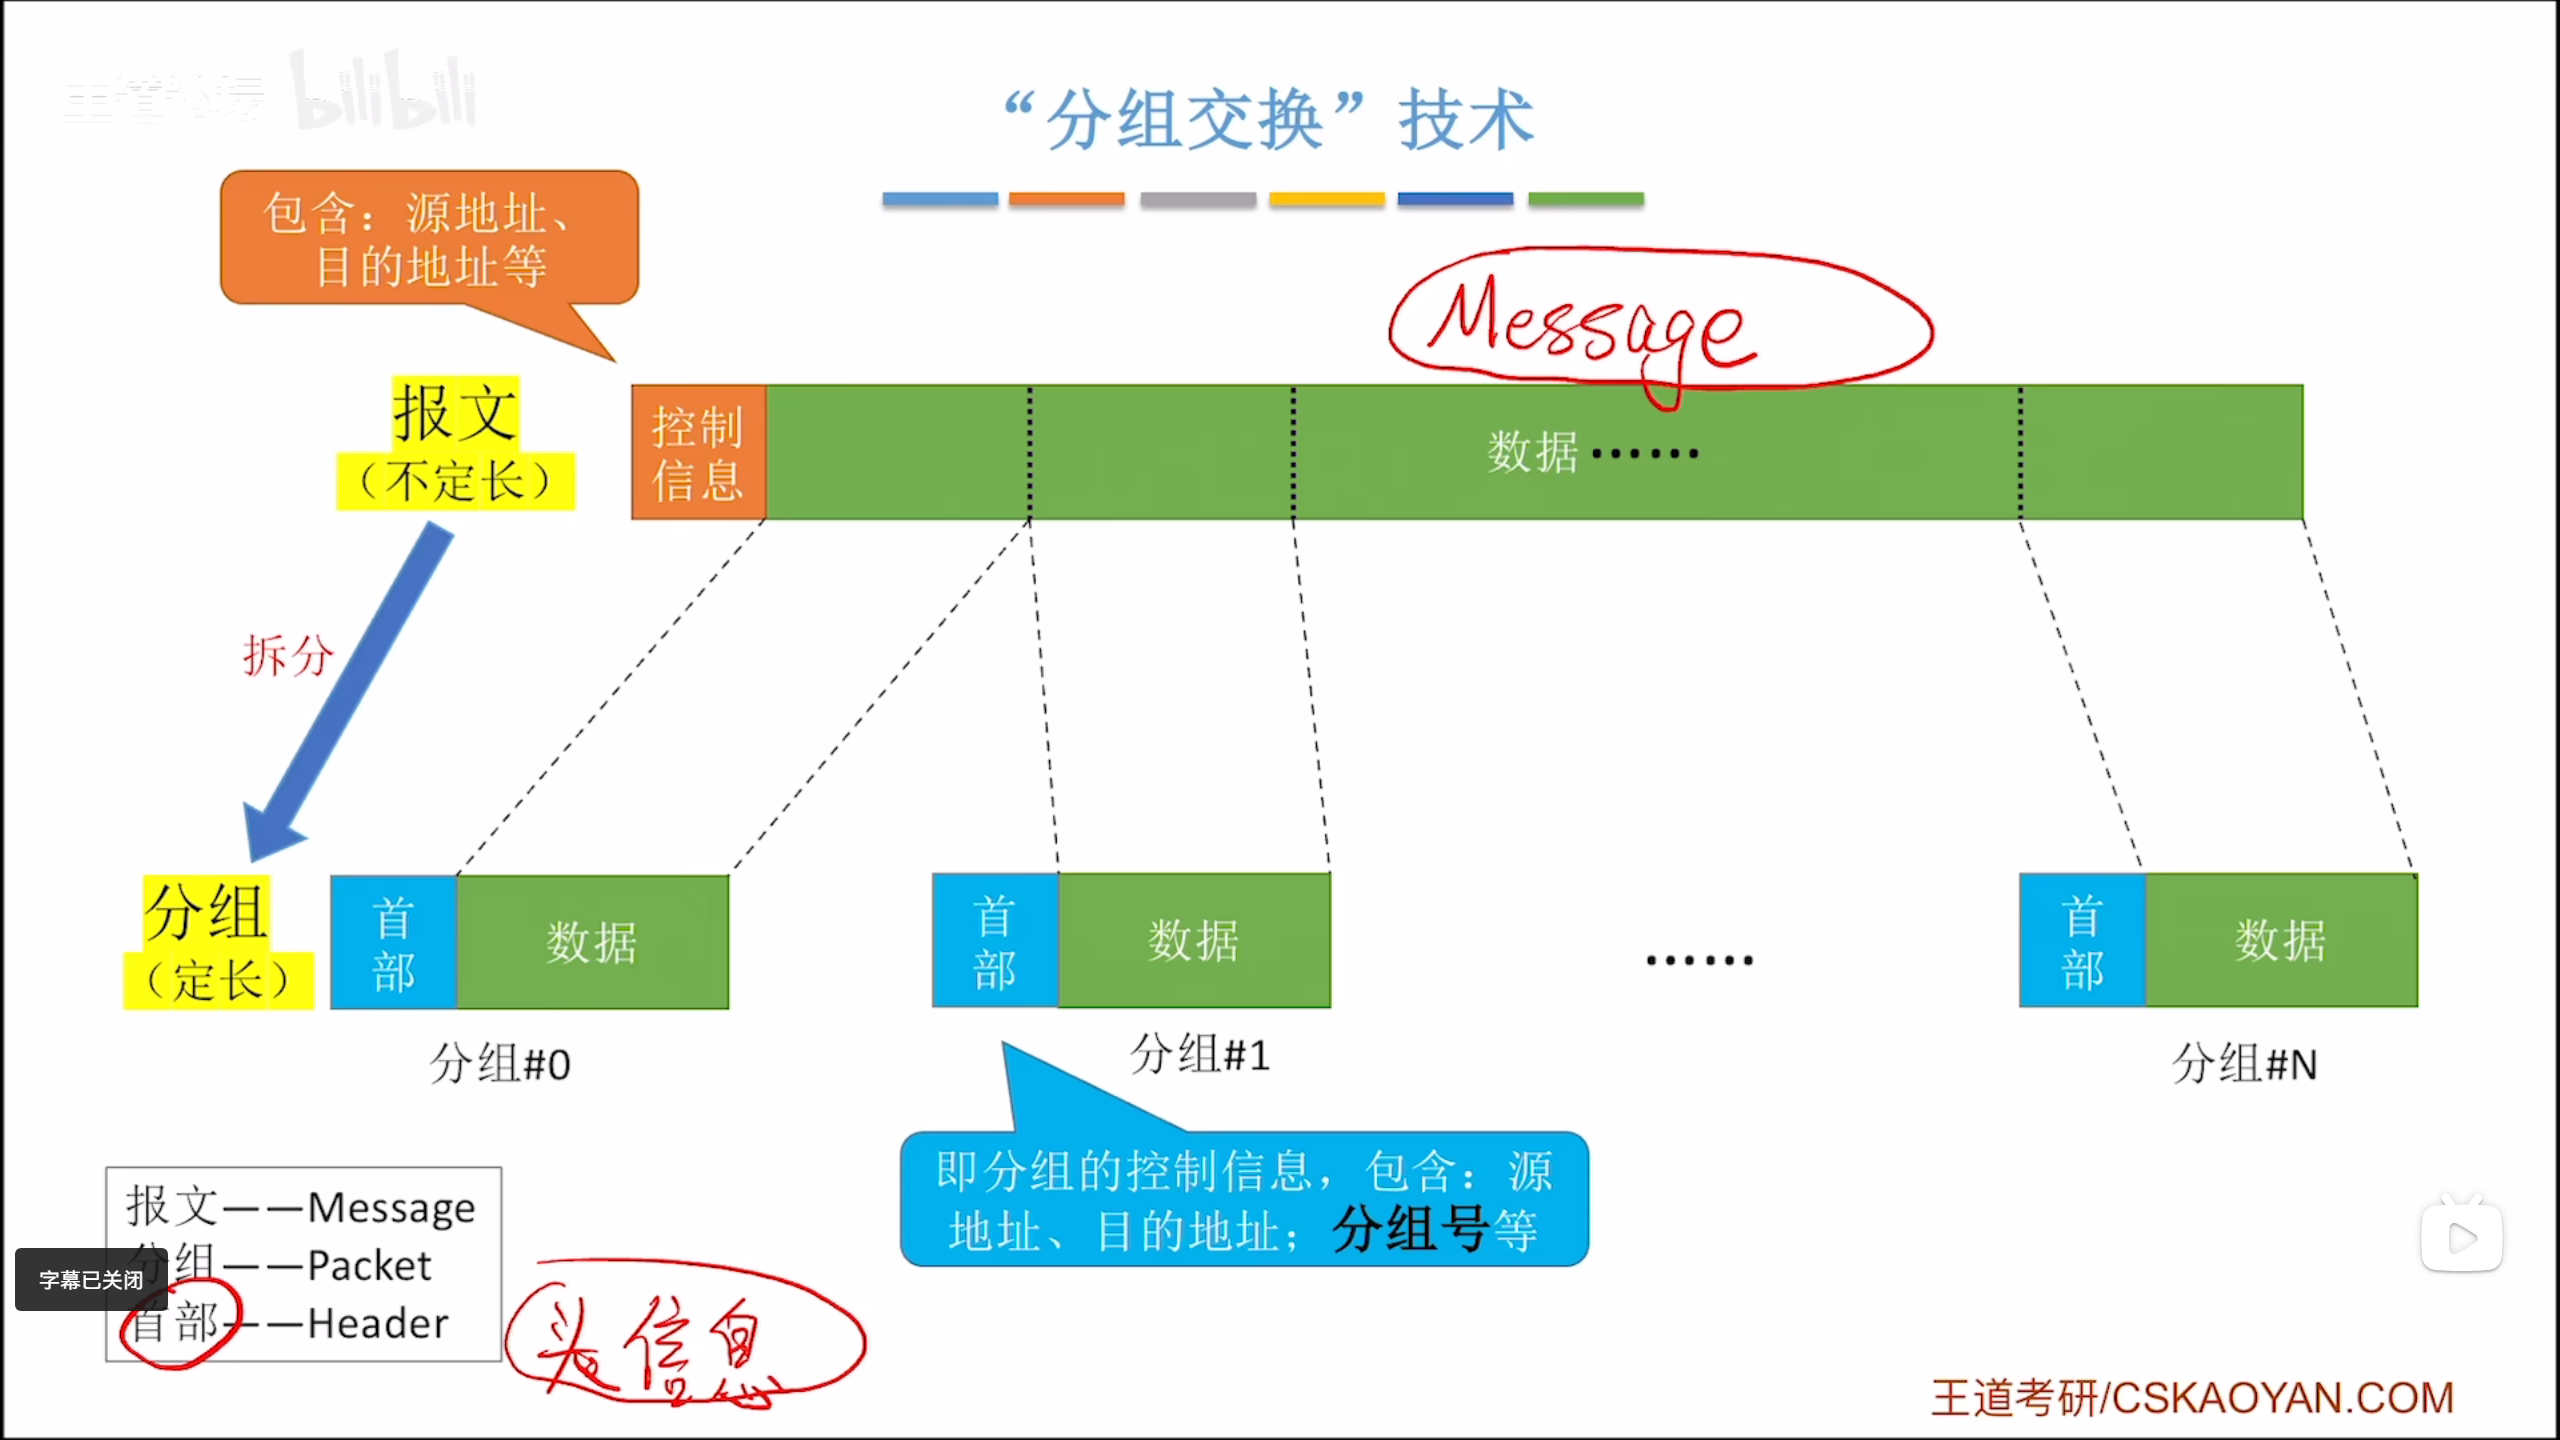 王道论坛 bilibili
“分组交换”技术
包含：源地址、
目的地址等
Message
报文
（不定长）
控制
信息
数据······
拆分
分组
（定长）
首
部
数据
首
部
数据
······
首
部
数据
分组#0
分组#1
分组#N
即分组的控制信息，包含：源
地址、目的地址；分组号等
报文——Message
分组——Packet
首部——Header
字幕已关闭
头信息
王道考研/CSKAOYAN.COM